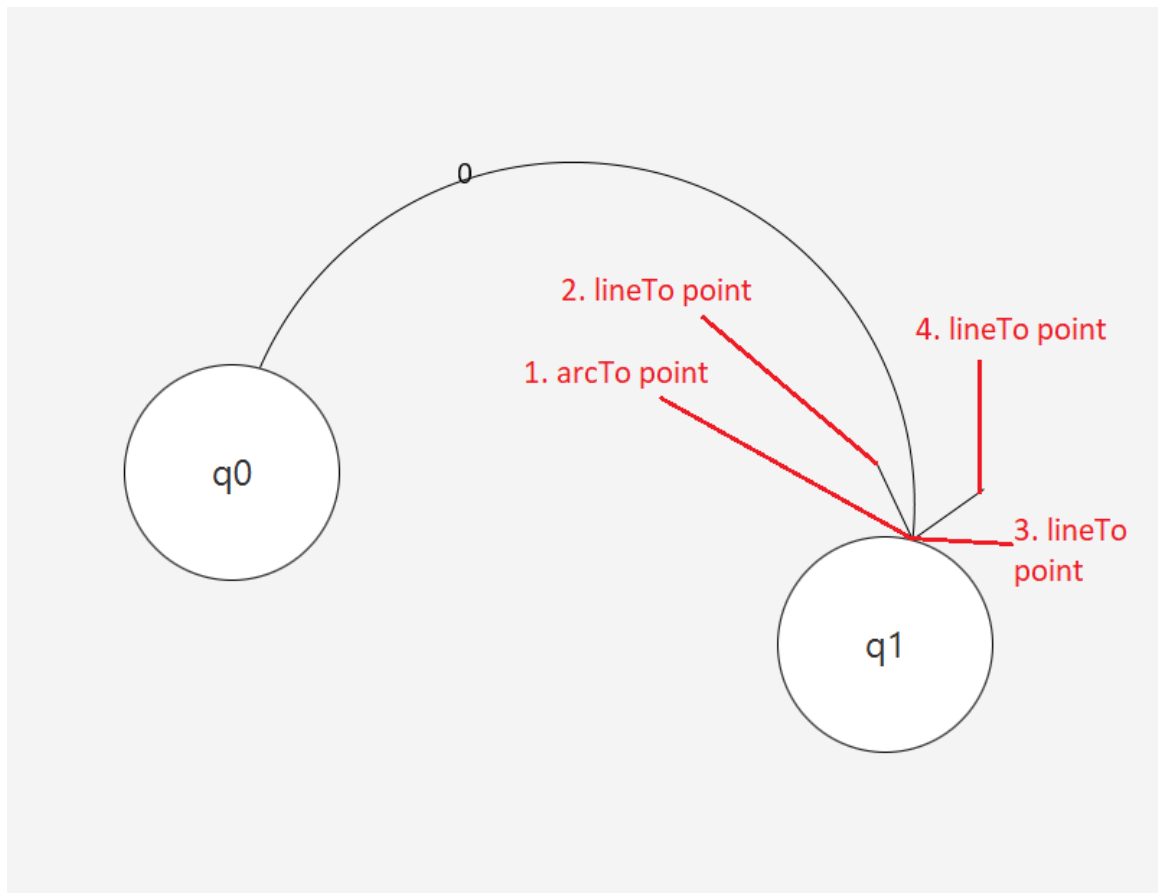 0
2. lineTo point
4. lineTo point
1. arcTo point
q0
3. lineTo
point
q1